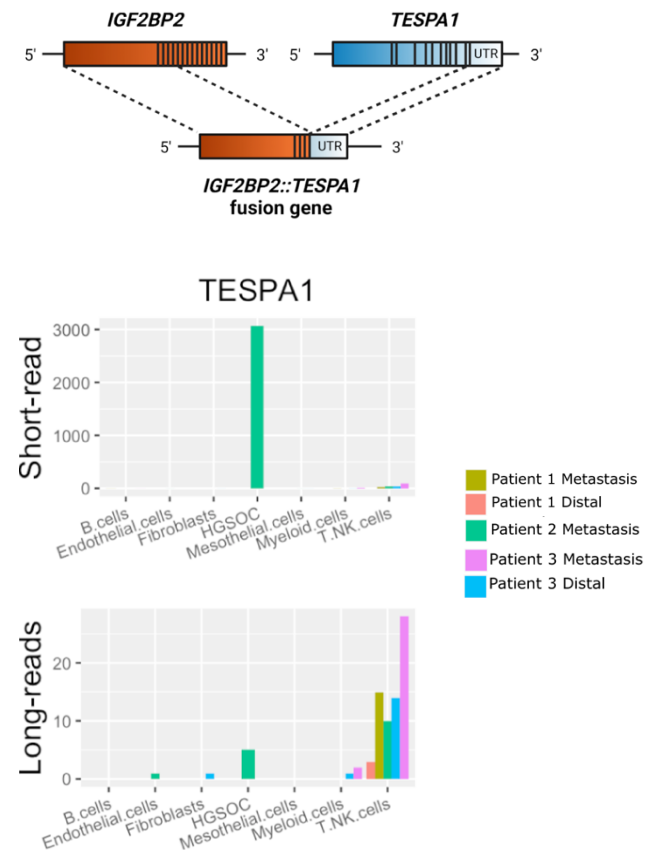 IGF2BP2
TESPA1
5'
3'
5'
UTR
3'
5'
UTR
3'
IGF2BP2::TESPA1
fusion gene
TESPA1
Short-read
3000
2000
1000
0
B.cells
Endothelial.cells
Fibroblasts
HGSOC
Mesothelial.cells
Myeloid.cells
T.NK.cells
Patient 1 Metastasis
Patient 1 Distal
Patient 2 Metastasis
Patient 3 Metastasis
Patient 3 Distal
Long-reads
20
10
0
B.cells
Endothelial.cells
Fibroblasts
HGSOC
Mesothelial.cells
Myeloid.cells
T.NK.cells